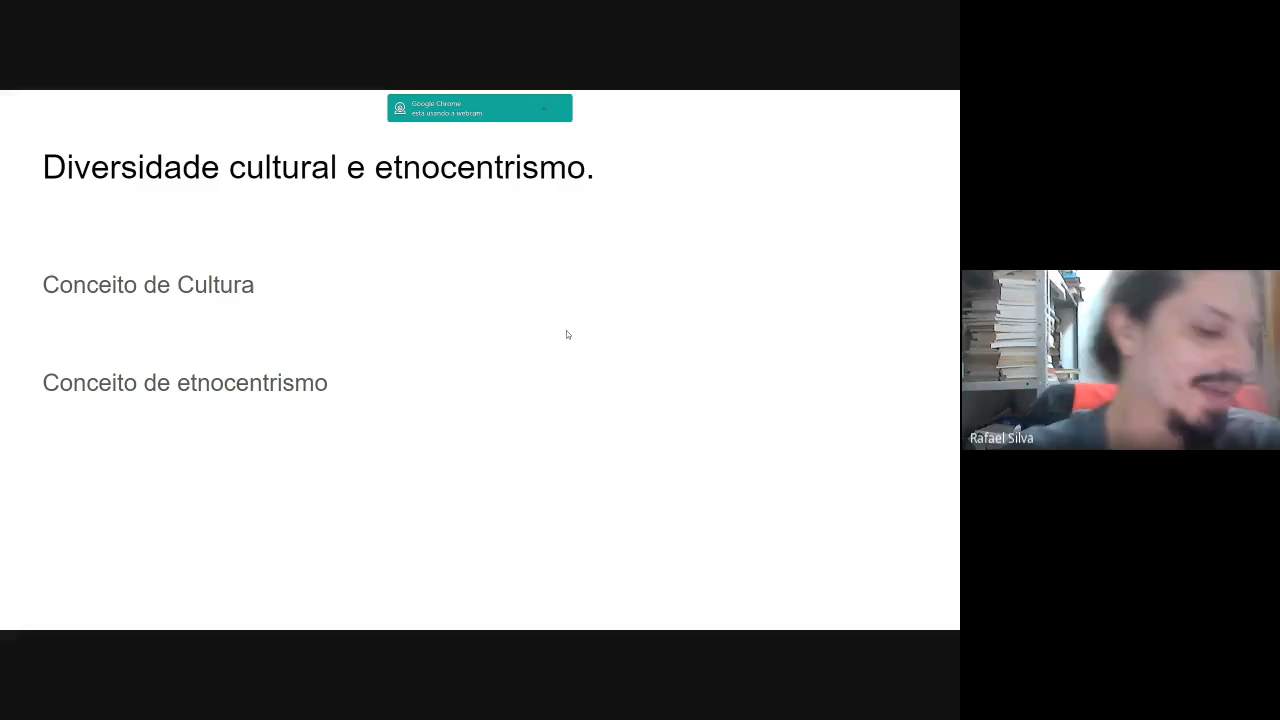 Google Chrome
está usando a webcam
Diversidade cultural e etnocentrismo.
Conceito de Cultura
Conceito de etnocentrismo
Rafael Silva